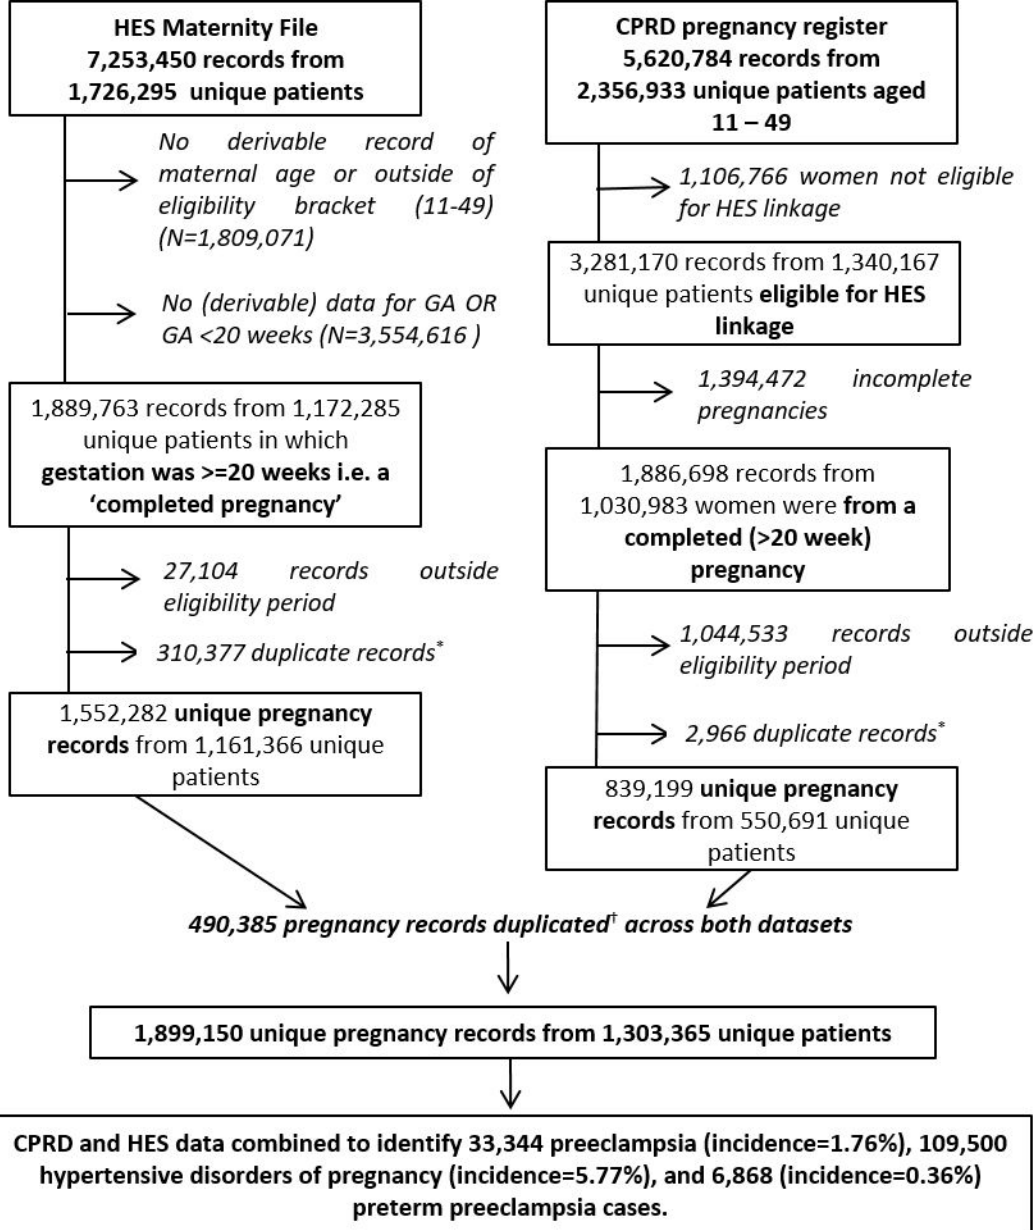 HES Maternity File
7,253,450 records from
1,726,295 unique patients
No derivable record of
maternal age or outside of
eligibility bracket (11-49)
(N=1,809,071)
No (derivable) data for GA OR
GA <20 weeks (N=3,554,616 )
1,889,763 records from 1,172,285
unique patients in which
gestation was >=20 weeks i.e. a
‘completed pregnancy’
27,104 records outside
eligibility period
310,377 duplicate records*
1,552,282 unique pregnancy
records from 1,161,366 unique
patients
CPRD pregnancy register
5,620,784 records from
2,356,933 unique patients aged
11 – 49
1,106,766 women not eligible
for HES linkage
3,281,170 records from 1,340,167
unique patients eligible for HES
linkage
1,394,472 incomplete
pregnancies
1,886,698 records from
1,030,983 women were from a
completed (>20 week)
pregnancy
1,044,533 records outside
eligibility period
2,966 duplicate records*
839,199 unique pregnancy
records from 550,691 unique
patients
490,385 pregnancy records duplicated† across both datasets
1,899,150 unique pregnancy records from 1,303,365 unique patients
CPRD and HES data combined to identify 33,344 preeclampsia (incidence=1.76%), 109,500
hypertensive disorders of pregnancy (incidence=5.77%), and 6,868 (incidence=0.36%)
preterm preeclampsia cases.